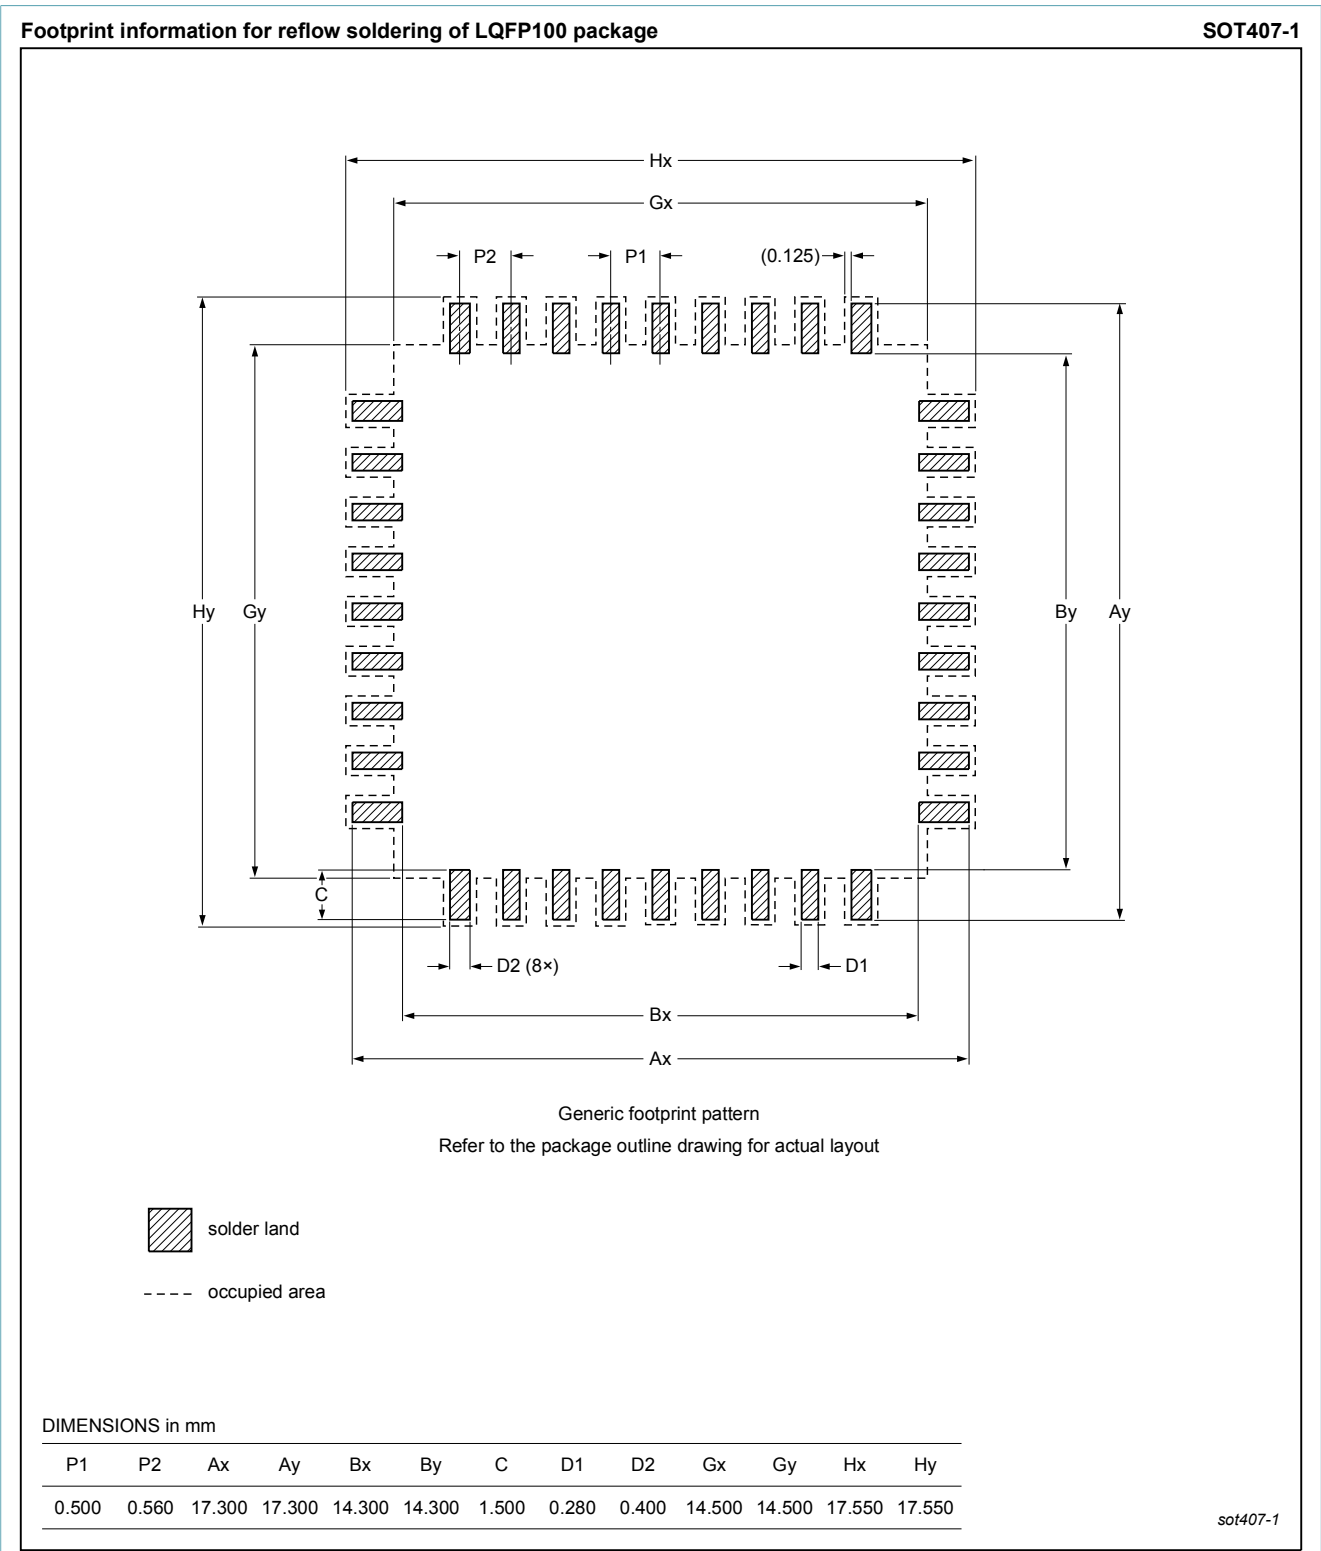 Footprint information for reflow soldering of LQFP100 package SOT407-1
Hx
Gx
P2 P1 (0.125)
Hy Gy By Ay
C
D2 (8×) D1
Bx
Ax
Generic footprint pattern
Refer to the package outline drawing for actual layout
solder land
occupied area
DIMENSIONS in mm
P1 P2 Ax Ay Bx By C D1 D2 Gx Gy Hx Hy
0.500 0.560 17.300 17.300 14.300 14.300 1.500 0.280 0.400 14.500 14.500 17.550 17.550
sot407-1